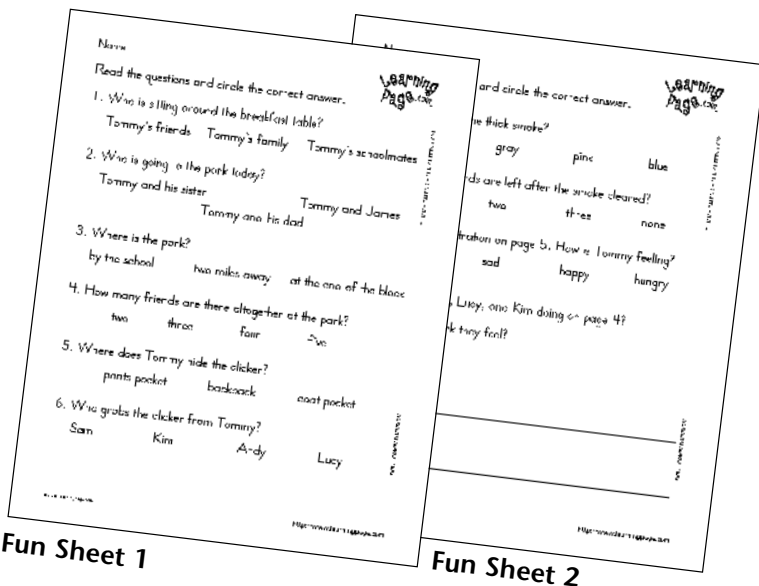 Name
Learning
Page.com
Read the questions and circle the correct answer.
1. Who is sitting around the breakfast table?
Tommy's friends Tommy's family Tommy's schoolmates
2. Who is going to the park today?
Tommy and his sister
Tommy and his dad
Tommy and James
3. Where is the park?
by the school two miles away at the end of the block
4. How many friends are there altogether at the park?
two three four five
5. Where does Tommy hide the clicker?
pants pocket backpack coat pocket
6. Who grabs the clicker from Tommy?
Sam Kim Andy Lucy
Fun Sheet 1
Learning
Page.com
and circle the correct answer.
thick smoke?
gray pink blue
are left after the smoke cleared?
two three none
on page 5. How is Tommy feeling?
sad happy hungry
Lucy, and Kim doing on page 4?
they feel?
Fun Sheet 2